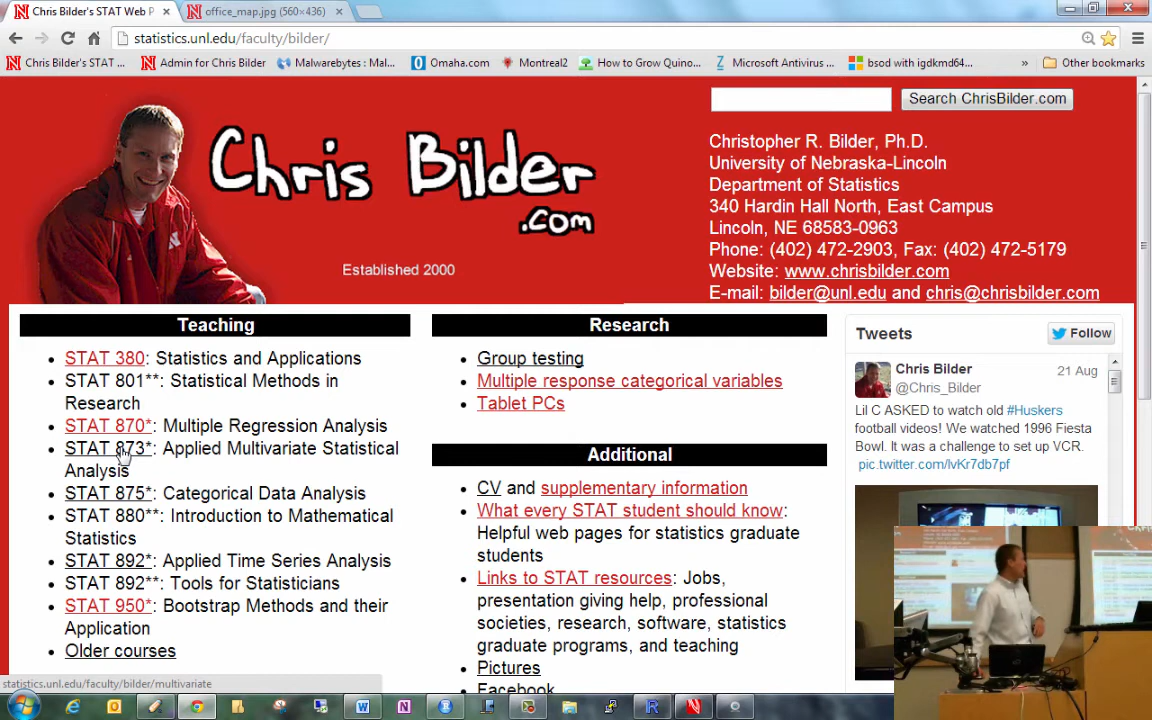 Chris Bilder's STAT Web P
office_map.jpg (560×436)
statistics.unl.edu/faculty/bilder/
Chris Bilder's STAT ...
Admin for Chris Bilder
Malwarebytes : Mal...
Omaha.com
Montreal2
How to Grow Quino...
Microsoft Antivirus ...
bsod with igdkmd64...
»
Other bookmarks
Search ChrisBilder.com
Chris Bilder
.com
Established 2000
Christopher R. Bilder, Ph.D.
University of Nebraska-Lincoln
Department of Statistics
340 Hardin Hall North, East Campus
Lincoln, NE 68583-0963
Phone: (402) 472-2903, Fax: (402) 472-5179
Website: www.chrisbilder.com
E-mail: bilder@unl.edu and chris@chrisbilder.com
Teaching
• STAT 380: Statistics and Applications
• STAT 801**: Statistical Methods in
Research
• STAT 870*: Multiple Regression Analysis
• STAT 873*: Applied Multivariate Statistical
Analysis
• STAT 875*: Categorical Data Analysis
• STAT 880**: Introduction to Mathematical
Statistics
• STAT 892*: Applied Time Series Analysis
• STAT 892**: Tools for Statisticians
• STAT 950*: Bootstrap Methods and their
Application
• Older courses
Research
• Group testing
• Multiple response categorical variables
• Tablet PCs
Additional
• CV and supplementary information
• What every STAT student should know:
Helpful web pages for statistics graduate
students
• Links to STAT resources: Jobs,
presentation giving help, professional
societies, research, software, statistics
graduate programs, and teaching
• Pictures
• Facebook
Tweets
Follow
Chris Bilder
21 Aug
@Chris_Bilder
Lil C ASKED to watch old #Huskers
football videos! We watched 1996 Fiesta
Bowl. It was a challenge to set up VCR.
pic.twitter.com/lvKr7db7pf
statistics.unl.edu/faculty/bilder/multivariate